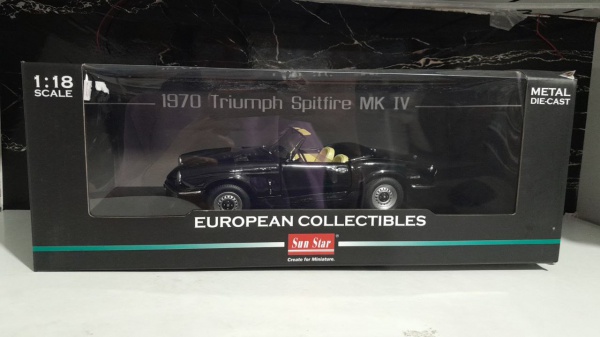 1:18
SCALE
1970 Triumph Spitfire MK IV
METAL
DIE-CAST
EUROPEAN COLLECTIBLES
Sun Star
®
Create for Miniature.